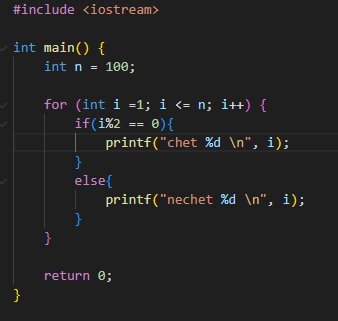 #include <iostream>
int main() {
int n = 100;
for (int i =1; i <= n; i++) {
if(i%2 == 0){
printf("chet %d \n", i);
}
else{
printf("nechet %d \n", i);
}
}
return 0;
}